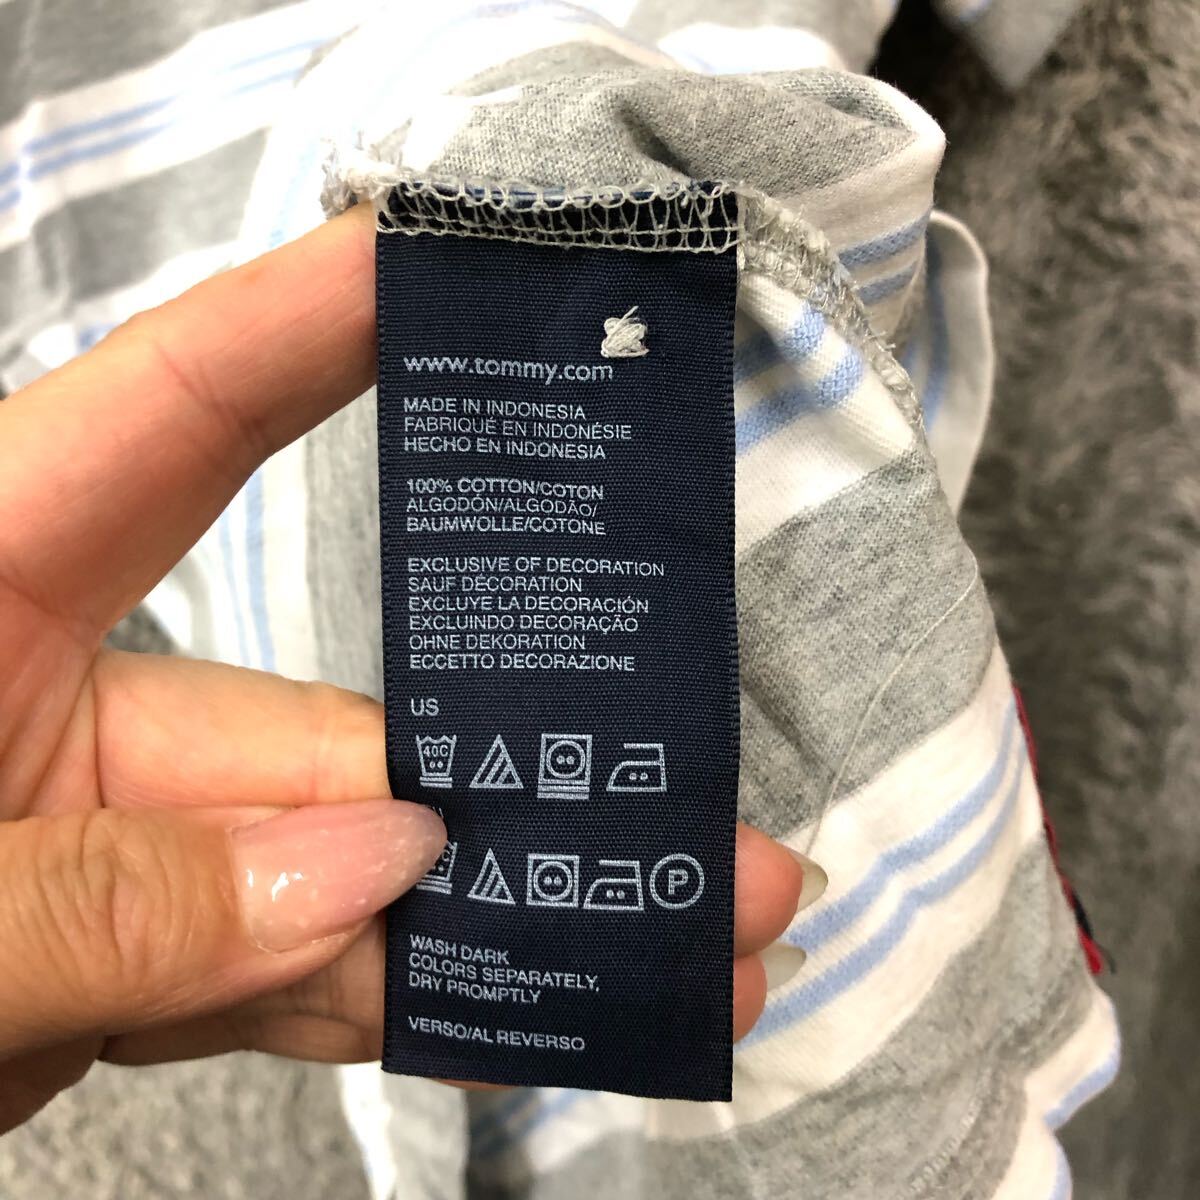 www.tommy.com
MADE IN INDONESIA
FABRIQUÉ EN INDONÉSIE
HECHO EN INDONESIA
100% COTTON/COTON
ALGODÓN/ALGODÃO/
BAUMWOLLE/COTONE
EXCLUSIVE OF DECORATION
SAUF DÉCORATION
EXCLUYE LA DECORACIÓN
EXCLUINDO DECORAÇÃO
OHNE DEKORATION
ECCETTO DECORAZIONE
US
40C
P
WASH DARK
COLORS SEPARATELY,
DRY PROMPTLY
VERSO/AL REVERSO